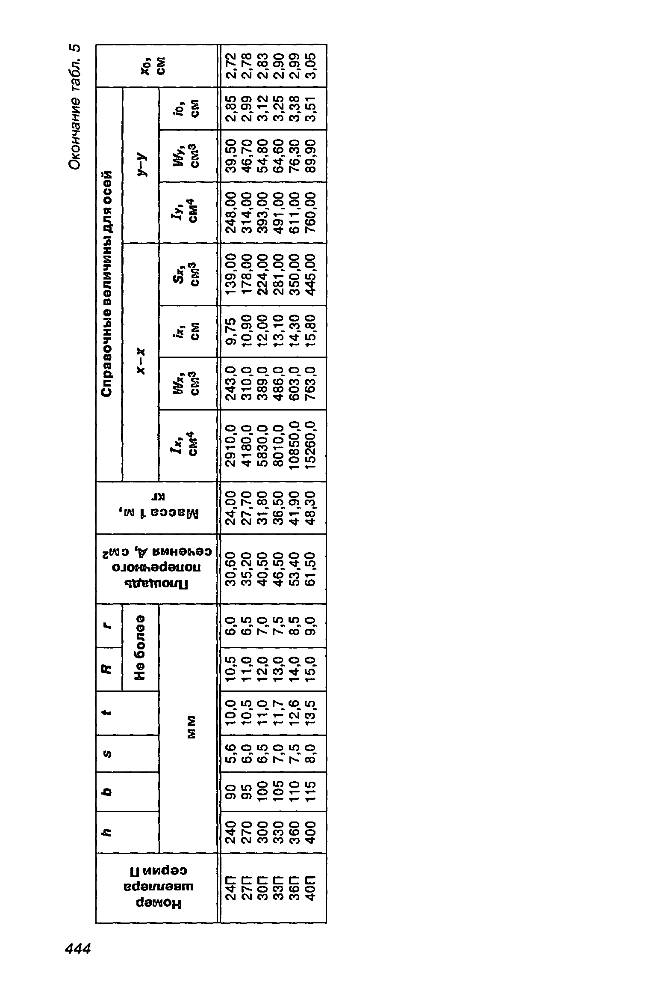 Окончание табл. 5
Номер швеллера серии П | h | b | s | t | R | r | Площадь поперечного сечения A, см² | Масса 1 м, кг | Справочные величины для осей | x₀, см
Не более | x–x | y–y
мм | Ix, см⁴ | Wx, см³ | ix, см | Sx, см³ | Iy, см⁴ | Wy, см³ | i₀, см
24П | 240 | 90 | 5,6 | 10,0 | 10,5 | 6,0 | 30,60 | 24,00 | 2910,0 | 243,0 | 9,75 | 139,00 | 248,00 | 39,50 | 2,85 | 2,72
27П | 270 | 95 | 6,0 | 10,5 | 11,0 | 6,5 | 35,20 | 27,70 | 4180,0 | 310,0 | 10,90 | 178,00 | 314,00 | 46,70 | 2,99 | 2,78
30П | 300 | 100 | 6,5 | 11,0 | 12,0 | 7,0 | 40,50 | 31,80 | 5830,0 | 389,0 | 12,00 | 224,00 | 393,00 | 54,80 | 3,12 | 2,83
33П | 330 | 105 | 7,0 | 11,7 | 13,0 | 7,5 | 46,50 | 36,50 | 8010,0 | 486,0 | 13,10 | 281,00 | 491,00 | 64,60 | 3,25 | 2,90
36П | 360 | 110 | 7,5 | 12,6 | 14,0 | 8,5 | 53,40 | 41,90 | 10850,0 | 603,0 | 14,30 | 350,00 | 611,00 | 76,30 | 3,38 | 2,99
40П | 400 | 115 | 8,0 | 13,5 | 15,0 | 9,0 | 61,50 | 48,30 | 15260,0 | 763,0 | 15,80 | 445,00 | 760,00 | 89,90 | 3,51 | 3,05
444